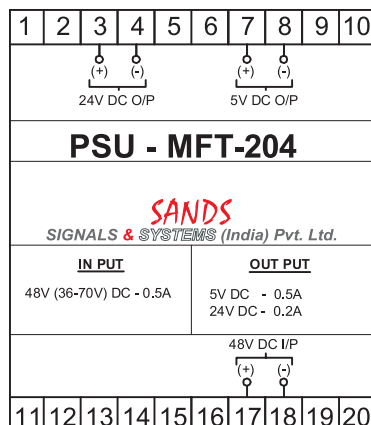 1 2 3 4 5 6 7 8 9 10
(+) (-) (+) (-)
24V DC O/P 5V DC O/P
PSU - MFT-204
SANDS
SIGNALS & SYSTEMS (India) Pvt. Ltd.
IN PUT
48V (36-70V) DC - 0.5A
OUT PUT
5V DC - 0.5A
24V DC - 0.2A
48V DC I/P
(+) (-)
11 12 13 14 15 16 17 18 19 20